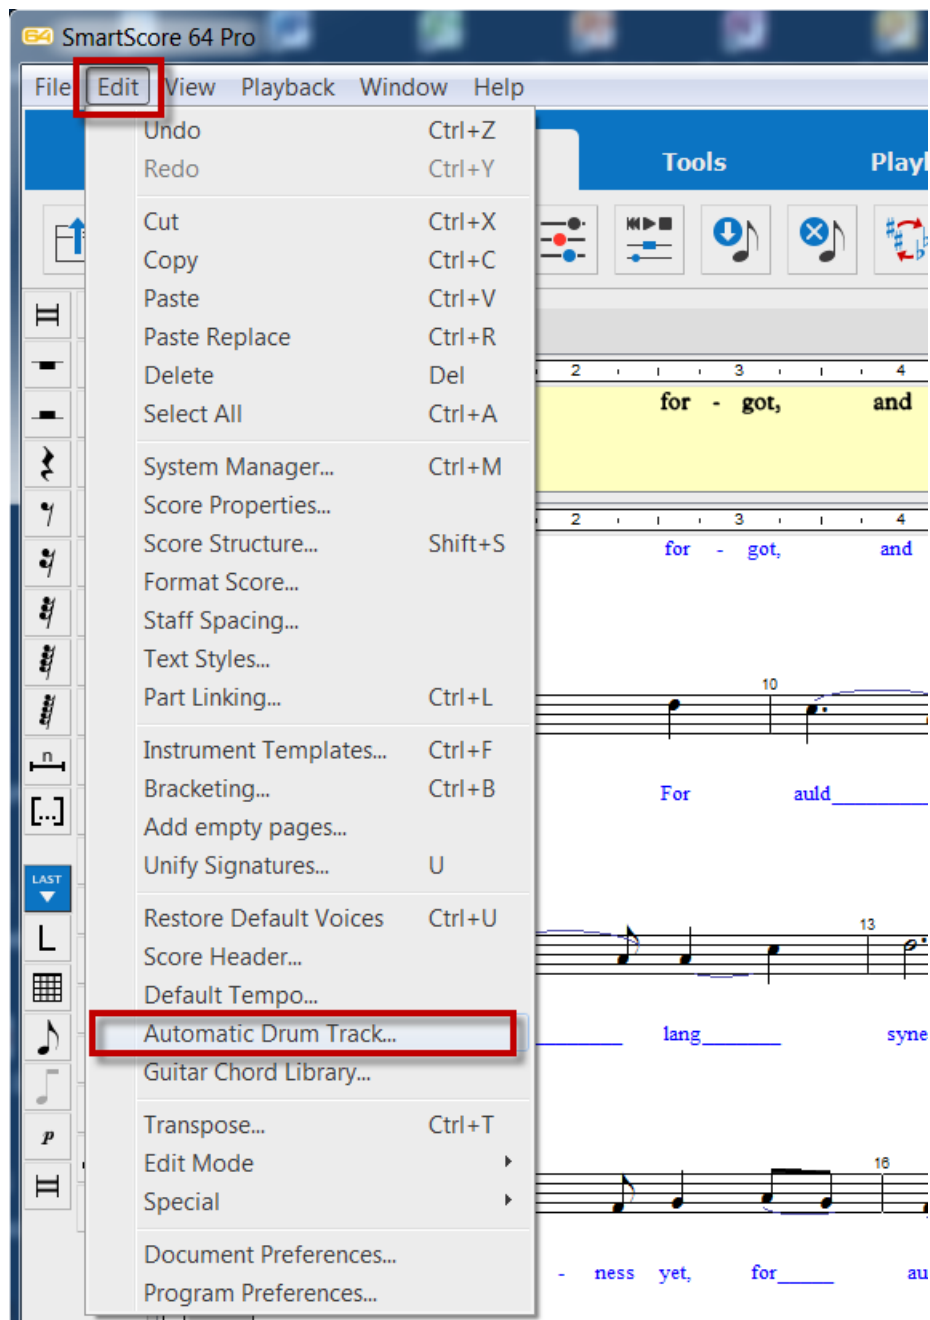 64 SmartScore 64 Pro
File Edit View Playback Window Help
Tools
Undo Ctrl+Z
Redo Ctrl+Y
Cut Ctrl+X
Copy Ctrl+C
Paste Ctrl+V
Paste Replace Ctrl+R
Delete Del
Select All Ctrl+A
System Manager... Ctrl+M
Score Properties...
Score Structure... Shift+S
Format Score...
Staff Spacing...
Text Styles...
Part Linking... Ctrl+L
Instrument Templates... Ctrl+F
Bracketing... Ctrl+B
Add empty pages...
Unify Signatures... U
Restore Default Voices Ctrl+U
Score Header...
Default Tempo...
Automatic Drum Track...
Guitar Chord Library...
Transpose... Ctrl+T
Edit Mode
Special
Document Preferences...
Program Preferences...
n
[...]
LAST
L
p
2 3 4
for - got, and
2 3 4
for - got, and
10
For auld
13
lang syne
16
- ness yet, for au